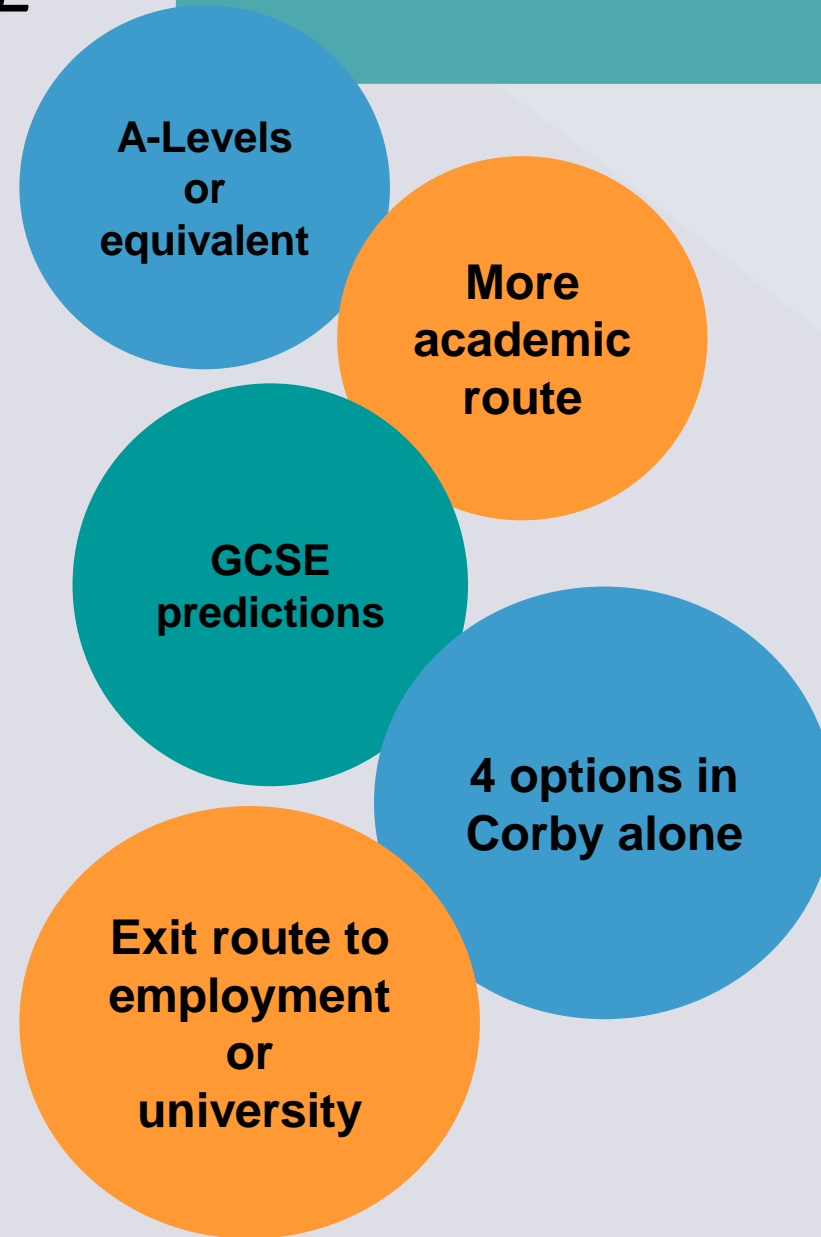 A-Levels
or
equivalent
More
academic
route
GCSE
predictions
4 options in
Corby alone
Exit route to
employment
or
university